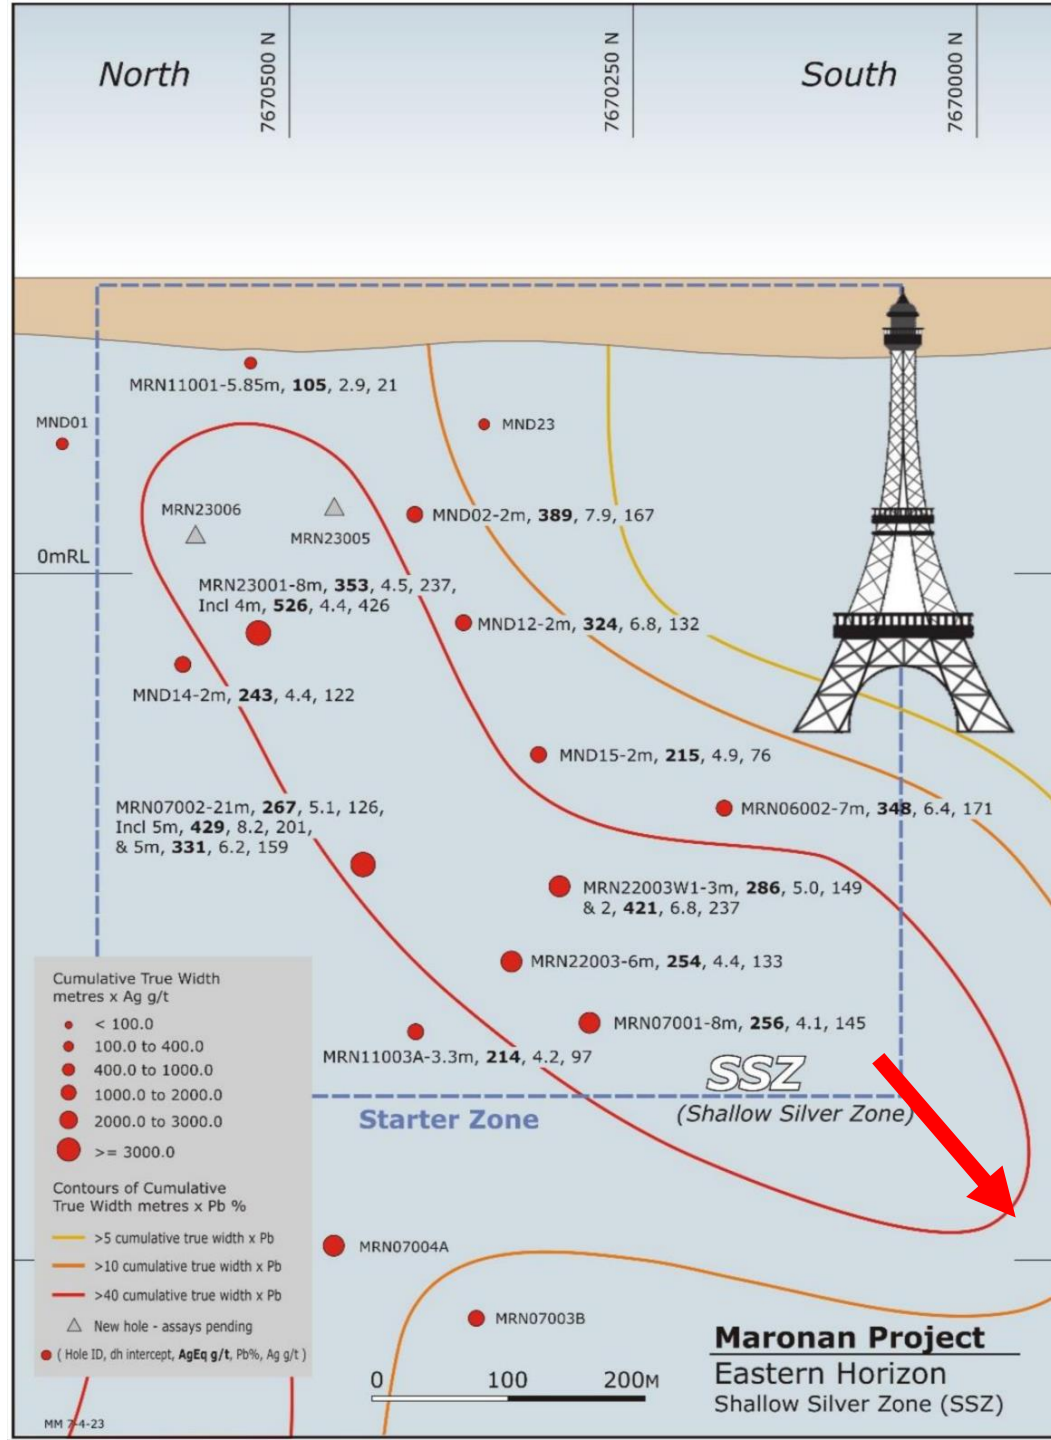 North
7670500 N
7670250 N
South
7670000 N
MRN11001-5.85m, 105, 2.9, 21
MND01
MND23
MRN23006
MRN23005
MND02-2m, 389, 7.9, 167
0mRL
MRN23001-8m, 353, 4.5, 237,
Incl 4m, 526, 4.4, 426
MND12-2m, 324, 6.8, 132
MND14-2m, 243, 4.4, 122
MND15-2m, 215, 4.9, 76
MRN07002-21m, 267, 5.1, 126,
Incl 5m, 429, 8.2, 201,
& 5m, 331, 6.2, 159
MRN06002-7m, 348, 6.4, 171
MRN22003W1-3m, 286, 5.0, 149
& 2, 421, 6.8, 237
MRN22003-6m, 254, 4.4, 133
MRN07001-8m, 256, 4.1, 145
MRN11003A-3.3m, 214, 4.2, 97
SSZ
(Shallow Silver Zone)
Starter Zone
Cumulative True Width
metres x Ag g/t
< 100.0
100.0 to 400.0
400.0 to 1000.0
1000.0 to 2000.0
2000.0 to 3000.0
>= 3000.0
Contours of Cumulative
True Width metres x Pb %
>5 cumulative true width x Pb
>10 cumulative true width x Pb
>40 cumulative true width x Pb
New hole - assays pending
( Hole ID, dh intercept, AgEq g/t, Pb%, Ag g/t )
MRN07004A
MRN07003B
0 100 200M
Maronan Project
Eastern Horizon
Shallow Silver Zone (SSZ)
MM 7-4-23